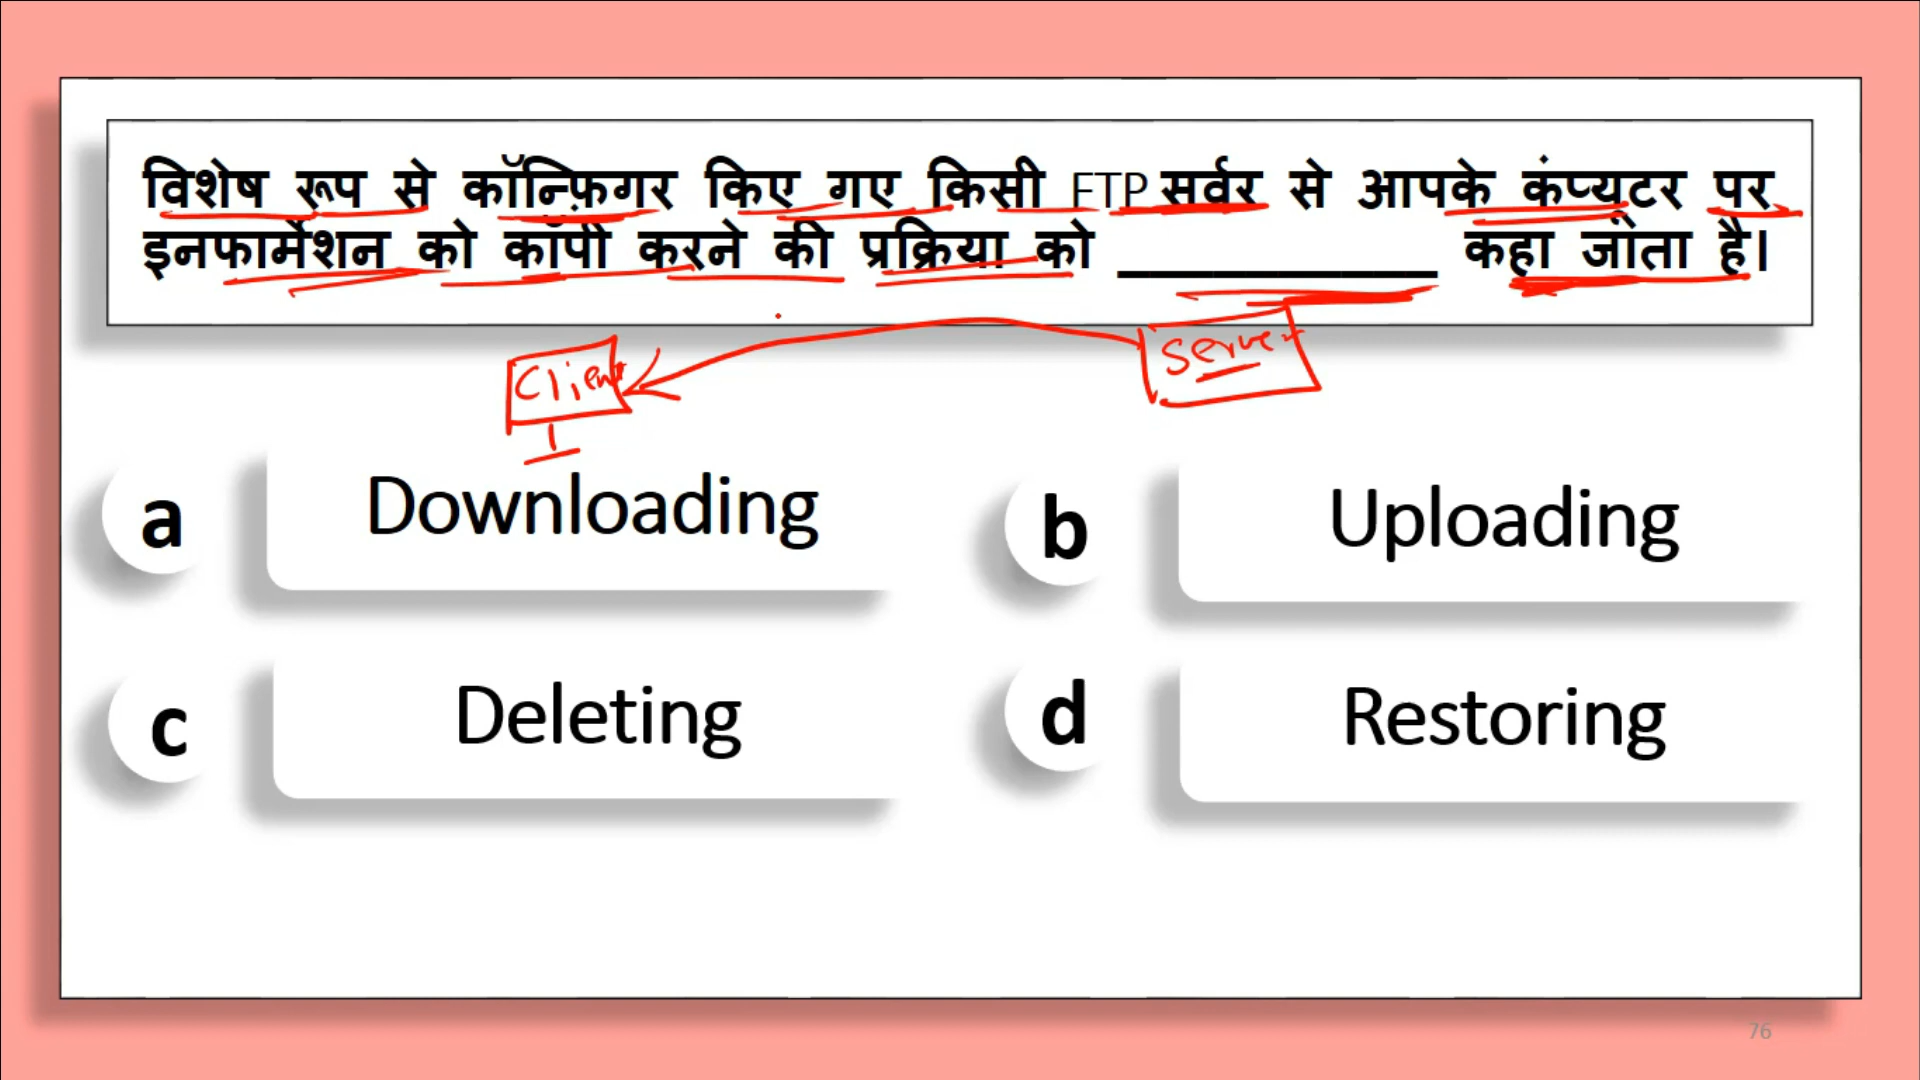 विशेष रूप से कॉन्फ़िगर किए गए किसी FTP सर्वर से आपके कंप्यूटर पर
इनफार्मेशन को कॉपी करने की प्रक्रिया को __________ कहा जाता है।
Client
Server
a Downloading
b Uploading
c Deleting
d Restoring
76